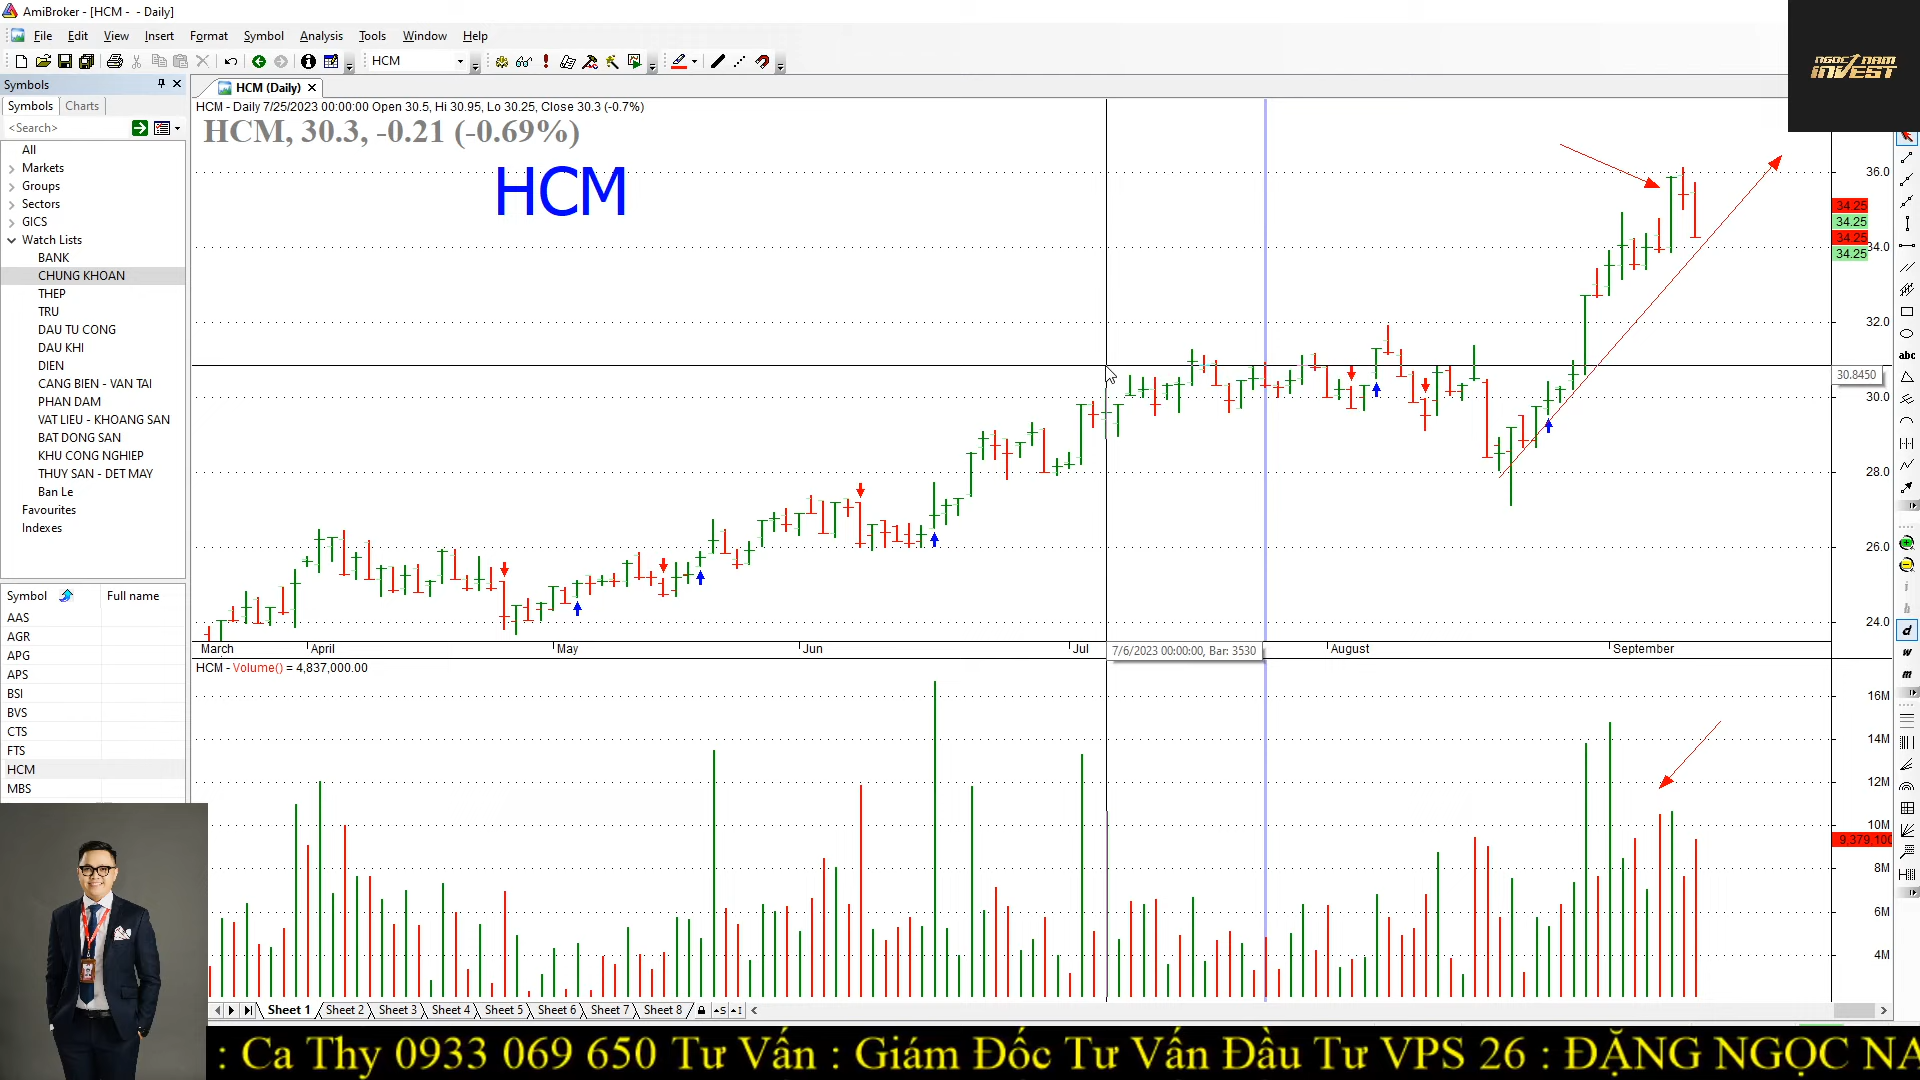 AmiBroker - [HCM - - Daily]
File Edit View Insert Format Symbol Analysis Tools Window Help
HCM
Symbols
HCM (Daily)
Symbols Charts
<Search>
All
Markets
Groups
Sectors
GICS
Watch Lists
BANK
CHUNG KHOAN
THEP
TRU
DAU TU CONG
DAU KHI
DIEN
CANG BIEN - VAN TAI
PHAN DAM
VAT LIEU - KHOANG SAN
BAT DONG SAN
KHU CONG NGHIEP
THUY SAN - DET MAY
Ban Le
Favourites
Indexes
Symbol Full name
AAS
AGR
APG
APS
BSI
BVS
CTS
FTS
HCM
MBS
HCM - Daily 7/25/2023 00:00:00 Open 30.5, Hi 30.95, Lo 30.25, Close 30.3 (-0.7%)
HCM, 30.3, -0.21 (-0.69%)
HCM
NGOC NAM
INVEST
36.0
34.25
34.25
34.25
34.0
34.25
32.0
30.8450
30.0
28.0
26.0
24.0
March April May Jun Jul 7/6/2023 00:00:00, Bar: 3530 August September
HCM - Volume() = 4,837,000.00
16M
14M
12M
10M
9,379,100
8M
6M
4M
abc
i
h
d
w
m
Sheet 1 Sheet 2 Sheet 3 Sheet 4 Sheet 5 Sheet 6 Sheet 7 Sheet 8
: Ca Thy 0933 069 650 Tư Vấn : Giám Đốc Tư Vấn Đầu Tư VPS 26 : ĐẶNG NGỌC NA